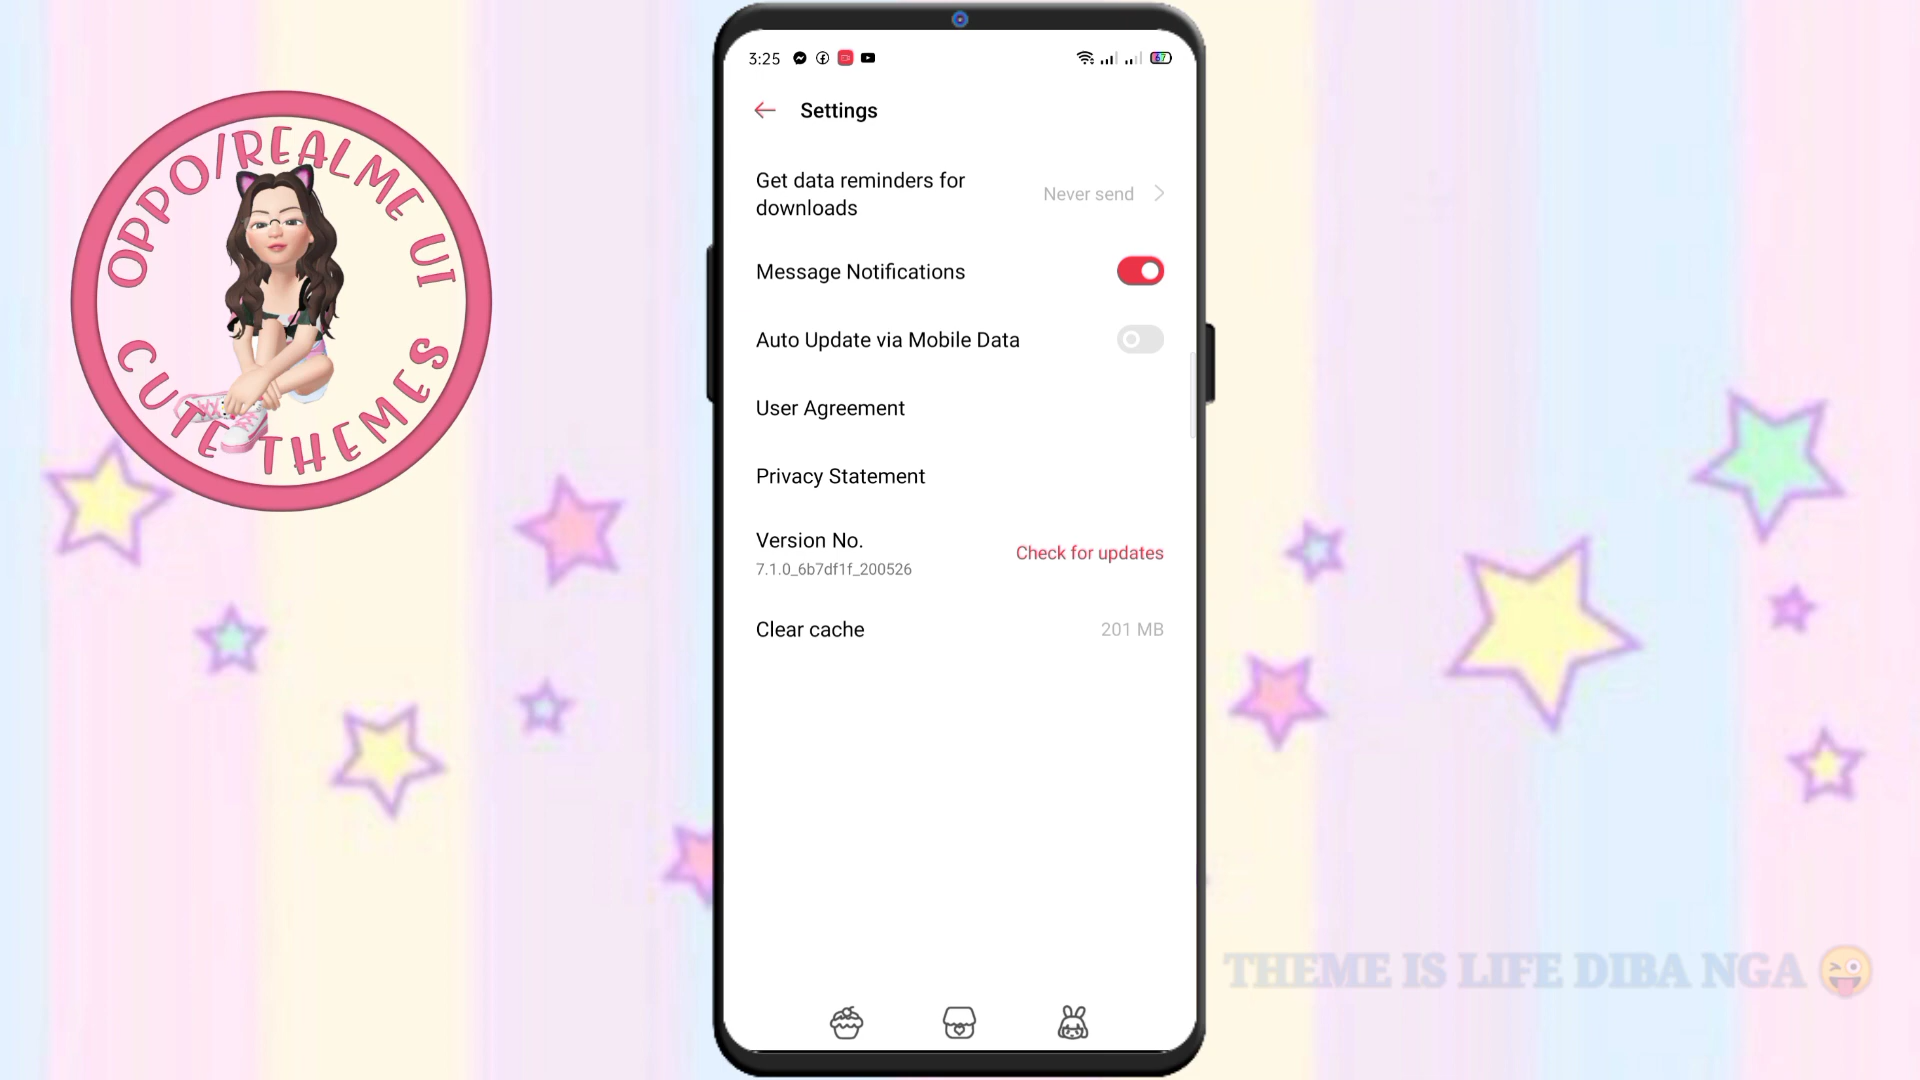 OPPO/REALME UI
CUTE THEMES
3:25
67
Settings
Get data reminders for
downloads
Never send
Message Notifications
Auto Update via Mobile Data
User Agreement
Privacy Statement
Version No.
7.1.0_6b7df1f_200526
Check for updates
Clear cache
201 MB
THEME IS LIFE DIBA NGA 😜